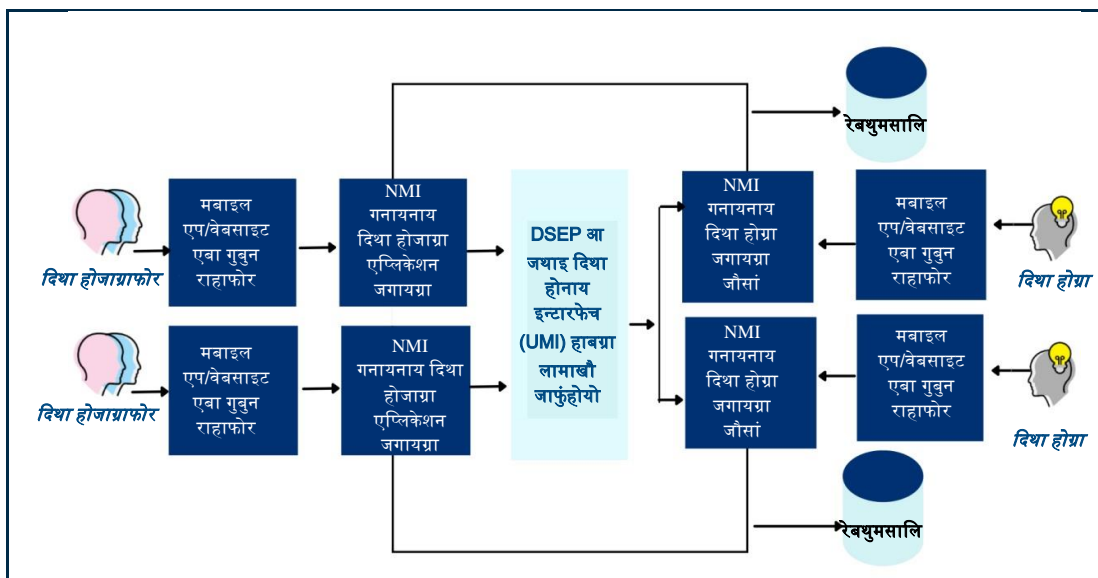 रेबथुमसालि
दिथा होजाग्राफोर
मबाइल
एप/वेबसाइट
एबा गुबुन
राहाफोर
NMI
गनायनाय
दिथा होजाग्रा
एप्लिकेशन
जगायग्रा
DSEP आ
जथाइ दिथा
होनाय
इन्टारफेच
(UMI) हाबग्रा
लामाखौ
जाफुंहोयो
NMI
गनायनाय
दिथा होग्रा
जगायग्रा
जौसां
मबाइल
एप/वेबसाइट
एबा गुबुन
राहाफोर
दिथा होग्रा
दिथा होजाग्राफोर
मबाइल
एप/वेबसाइट
एबा गुबुन
राहाफोर
NMI
गनायनाय दिथा
होजाग्रा
एप्लिकेशन
जगायग्रा
NMI
गनायनाय
दिथा होग्रा
जगायग्रा
जौसां
मबाइल
एप/वेबसाइट
एबा गुबुन
राहाफोर
दिथा होग्रा
रेबथुमसालि